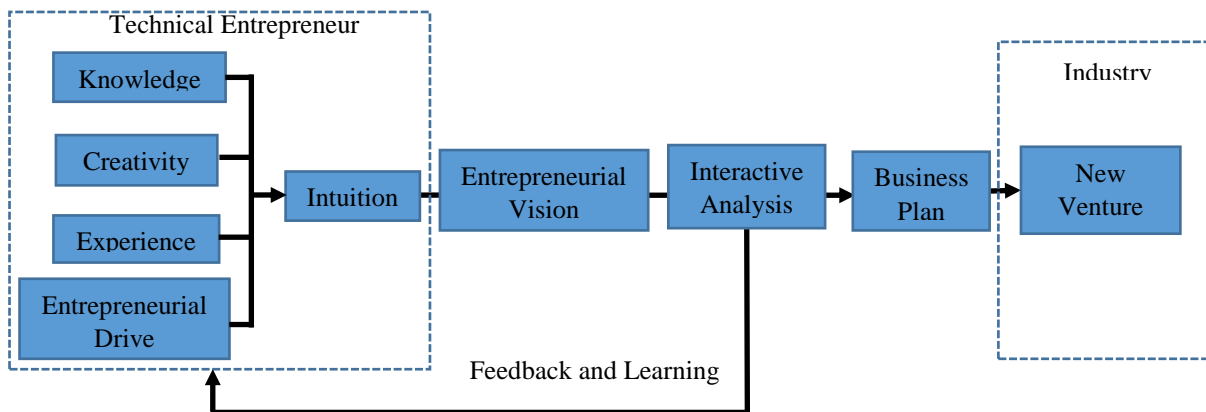 Technical Entrepreneur
Knowledge
Creativity
Experience
Entrepreneurial
Drive
Intuition
Entrepreneurial
Vision
Interactive
Analysis
Business
Plan
Industry
New
Venture
Feedback and Learning